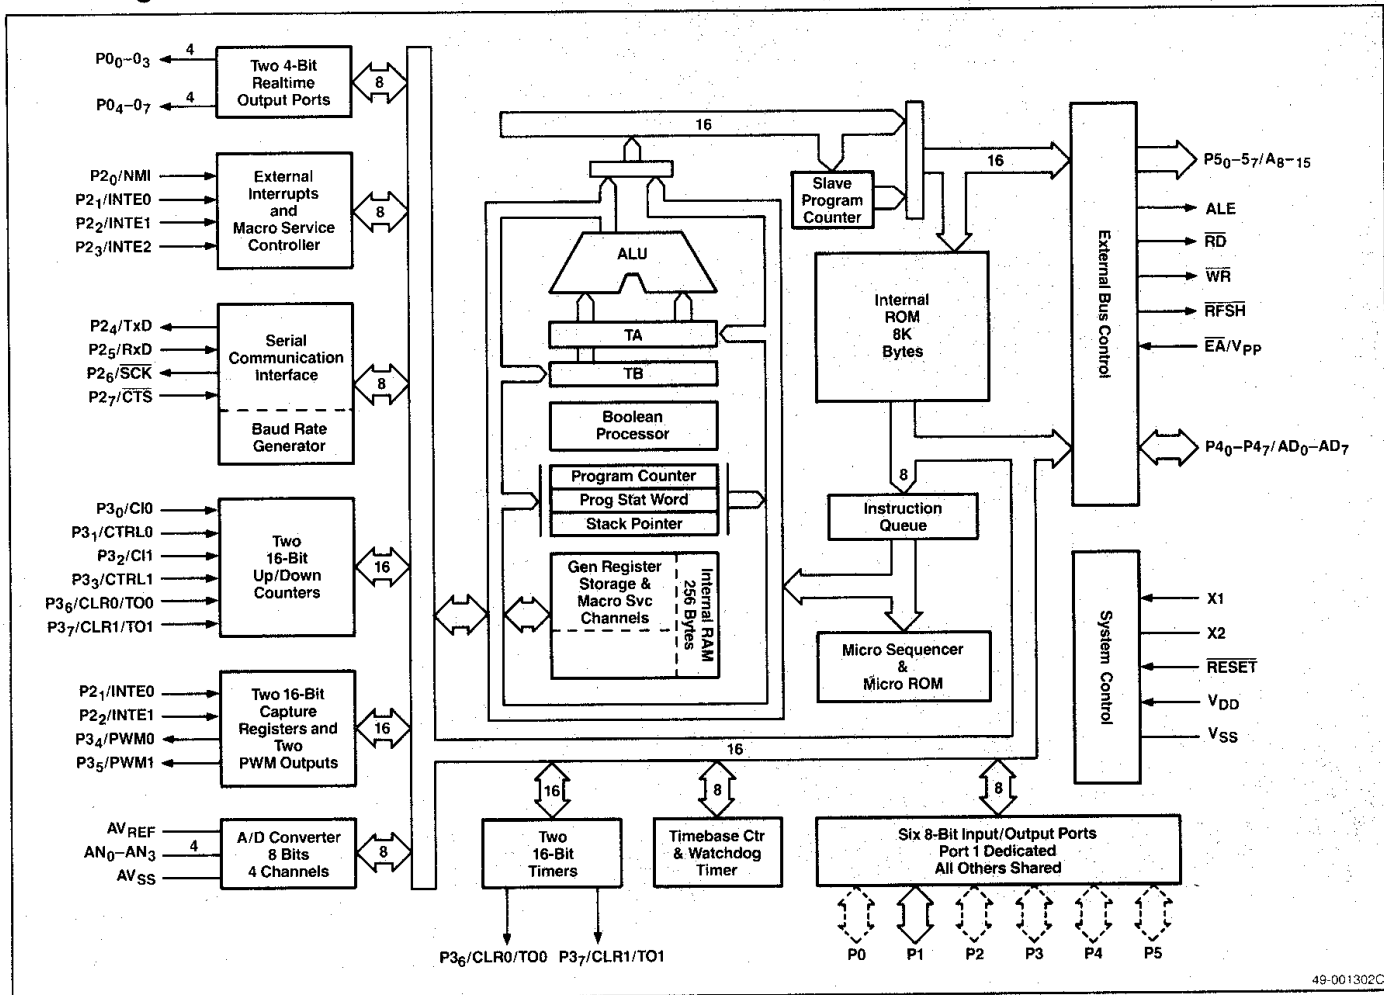 P0₀–0₃
4
P0₄–0₇
4
Two 4-Bit
Realtime
Output Ports
8
P2₀/NMI
P2₁/INTE0
P2₂/INTE1
P2₃/INTE2
External
Interrupts
and
Macro Service
Controller
8
P2₄/TxD
P2₅/RxD
P2₆/S̅C̅K̅
P2₇/C̅T̅S̅
Serial
Communication
Interface
Baud Rate
Generator
8
P3₀/CI0
P3₁/CTRL0
P3₂/CI1
P3₃/CTRL1
P3₆/CLR0/TO0
P3₇/CLR1/TO1
Two
16-Bit
Up/Down
Counters
16
P2₁/INTE0
P2₂/INTE1
P3₄/PWM0
P3₅/PWM1
Two 16-Bit
Capture
Registers and
Two
PWM Outputs
16
AV_REF
AN₀–AN₃
4
AV_SS
A/D Converter
8 Bits
4 Channels
8
16
ALU
TA
TB
Boolean
Processor
Program Counter
Prog Stat Word
Stack Pointer
Gen Register
Storage &
Macro Svc
Channels
Internal RAM
256 Bytes
Slave
Program
Counter
16
Internal
ROM
8K
Bytes
8
Instruction
Queue
Micro Sequencer
&
Micro ROM
16
External Bus Control
P5₀–5₇/A₈₋₁₅
ALE
R̅D̅
W̅R̅
R̅F̅S̅H̅
E̅A̅/V_PP
P4₀–P4₇/AD₀–AD₇
System Control
X1
X2
R̅E̅S̅E̅T̅
V_DD
V_SS
16
Two
16-Bit
Timers
P3₆/CLR0/TO0
P3₇/CLR1/TO1
8
Timebase Ctr
& Watchdog
Timer
8
Six 8-Bit Input/Output Ports
Port 1 Dedicated
All Others Shared
P0
P1
P2
P3
P4
P5
49-001302C